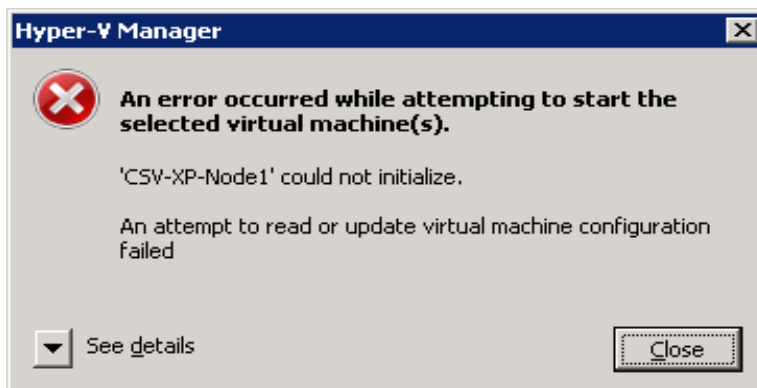 Hyper-V Manager
An error occurred while attempting to start the
selected virtual machine(s).
'CSV-XP-Node1' could not initialize.
An attempt to read or update virtual machine configuration
failed
See details
Close